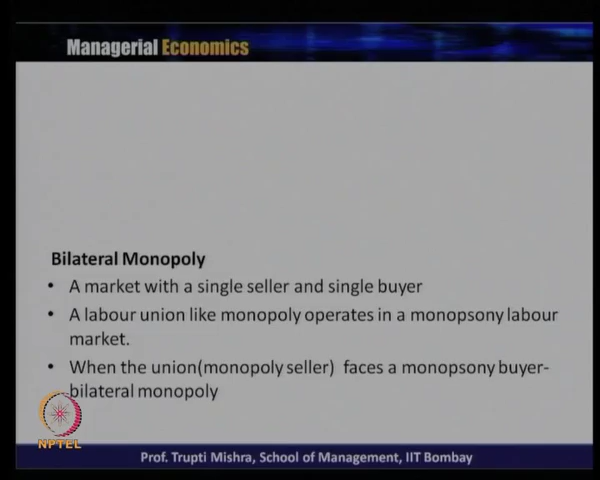 Managerial Economics
Bilateral Monopoly
• A market with a single seller and single buyer
• A labour union like monopoly operates in a monopsony labour
market.
• When the union(monopoly seller) faces a monopsony buyer-
bilateral monopoly
NPTEL
Prof. Trupti Mishra, School of Management, IIT Bombay